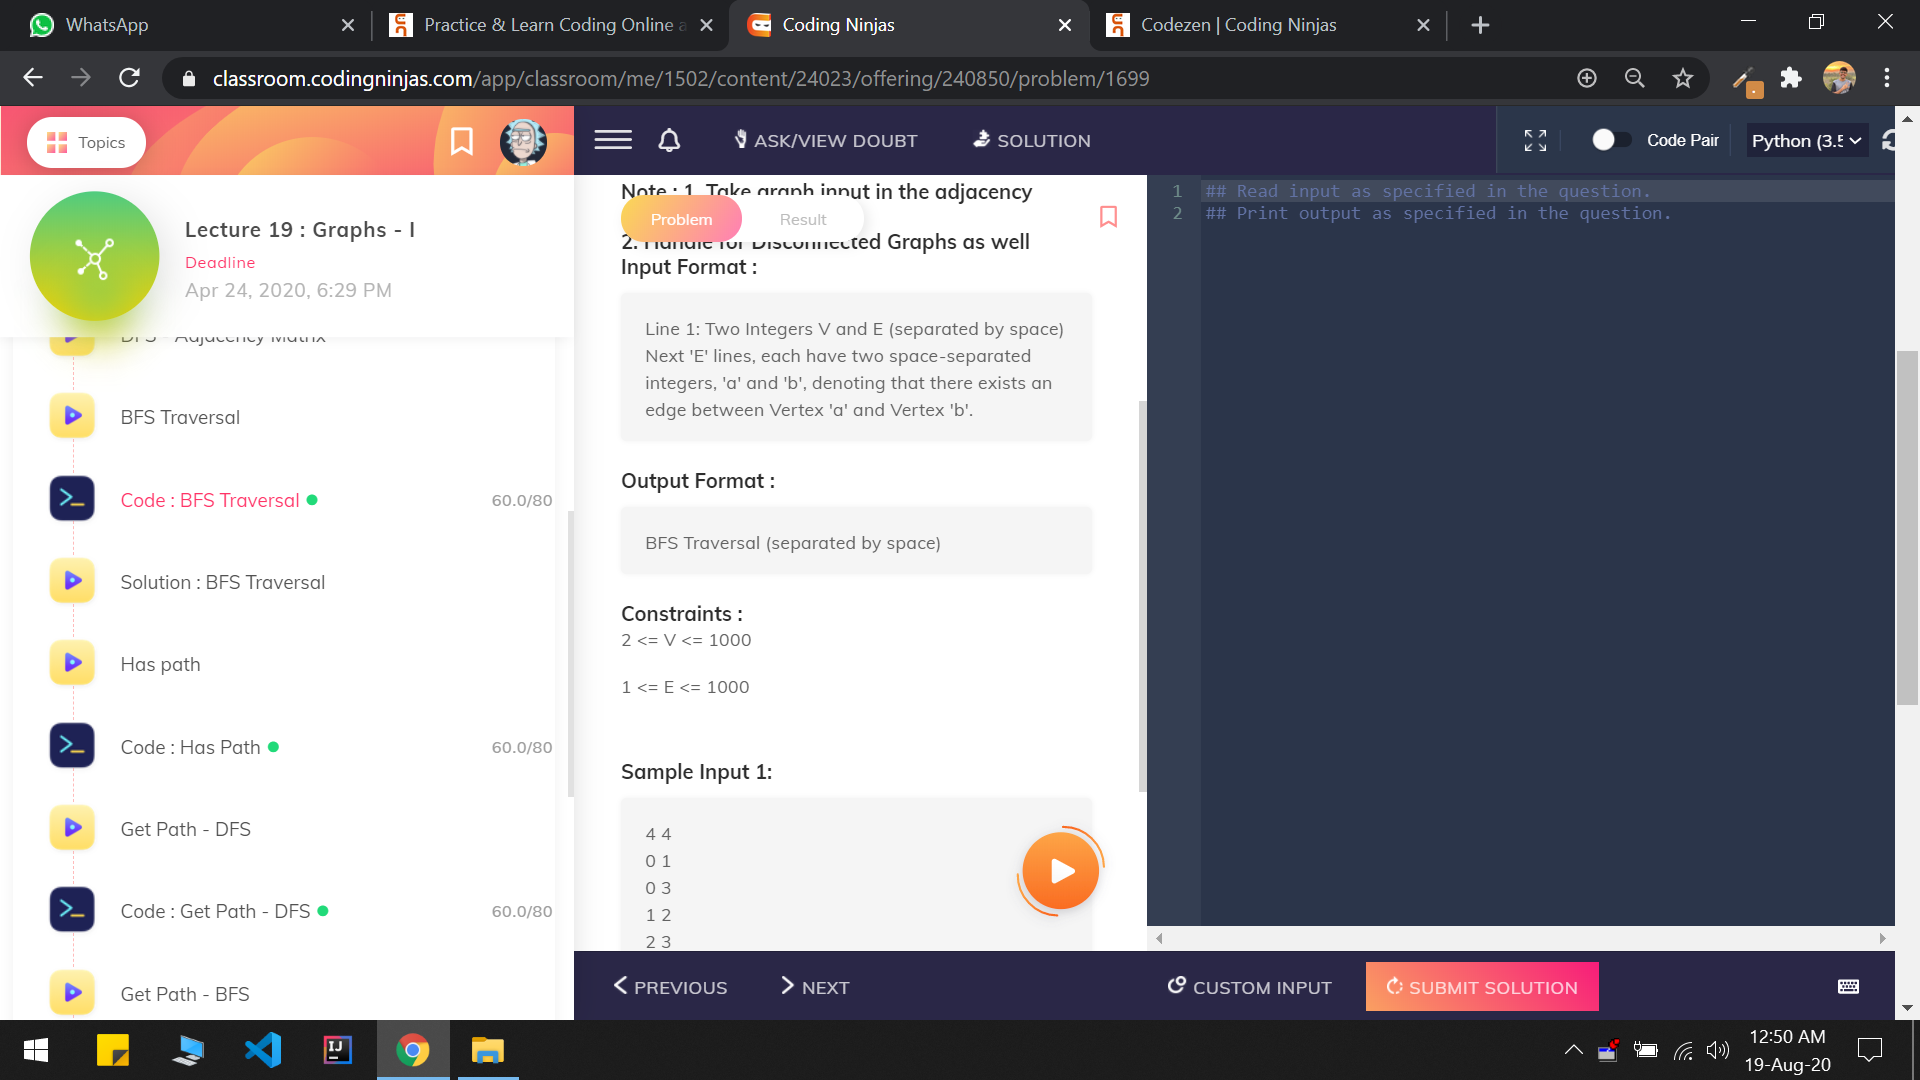 WhatsApp
Practice & Learn Coding Online a
Coding Ninjas
Codezen | Coding Ninjas
classroom.codingninjas.com/app/classroom/me/1502/content/24023/offering/240850/problem/1699
Topics
ASK/VIEW DOUBT
SOLUTION
Code Pair
Python (3.5
Lecture 19 : Graphs - I
Deadline
Apr 24, 2020, 6:29 PM
DFS - Adjacency Matrix
BFS Traversal
Code : BFS Traversal
60.0/80
Solution : BFS Traversal
Has path
Code : Has Path
60.0/80
Get Path - DFS
Code : Get Path - DFS
60.0/80
Get Path - BFS
Note : 1. Take graph input in the adjacency
Problem
Result
2. Handle for Disconnected Graphs as well
Input Format :
Line 1: Two Integers V and E (separated by space)
Next 'E' lines, each have two space-separated
integers, 'a' and 'b', denoting that there exists an
edge between Vertex 'a' and Vertex 'b'.
Output Format :
BFS Traversal (separated by space)
Constraints :
2 <= V <= 1000
1 <= E <= 1000
Sample Input 1:
4 4
0 1
0 3
1 2
2 3
1 ## Read input as specified in the question.
2 ## Print output as specified in the question.
PREVIOUS
NEXT
CUSTOM INPUT
SUBMIT SOLUTION
IJ
12:50 AM
19-Aug-20